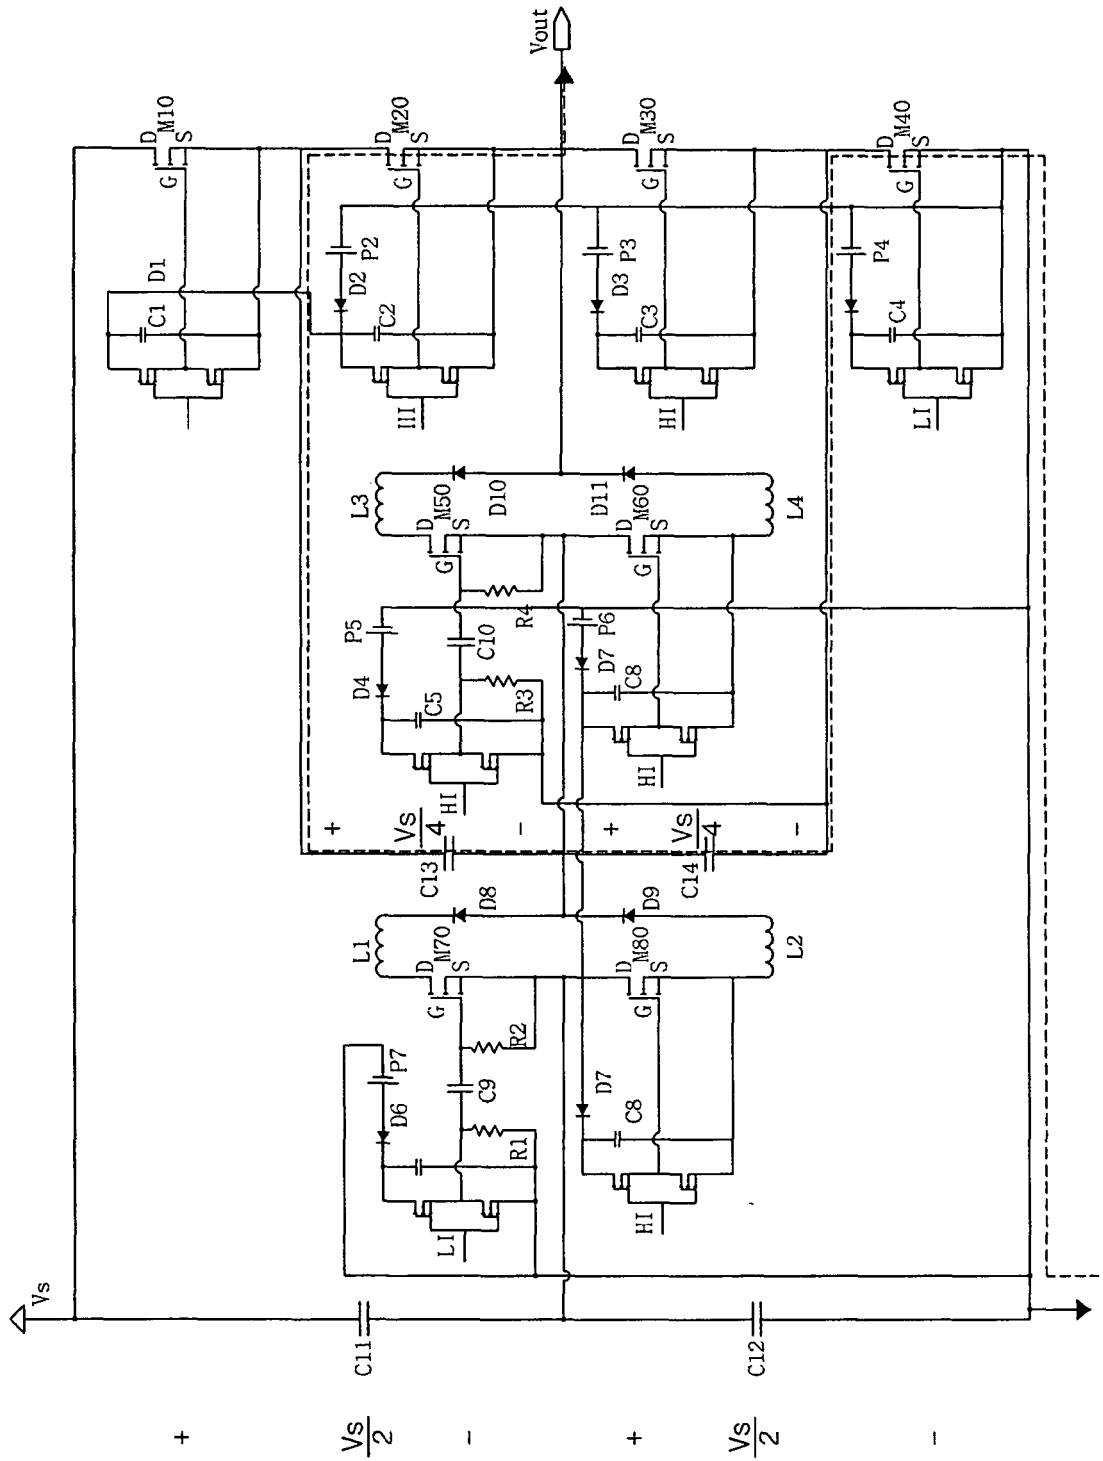 Vout
Vs
D
M10
S
G
D1
C1
D
M20
S
G
P2
D2
C2
HI
D
M30
S
G
P3
D3
C3
HI
D
M40
S
G
P4
C4
LI
L3
D
M50
S
G
D10
D11
D
M60
S
G
L4
P5
D4
C5
C10
R4
R3
HI
P6
D7
C8
HI
+
Vs
4
-
+
Vs
4
-
C13
C14
L1
D
M70
S
G
D8
D9
D
M80
S
G
L2
P7
D6
C9
R2
R1
LI
D7
C8
HI
C11
C12
+
Vs
2
-
+
Vs
2
-